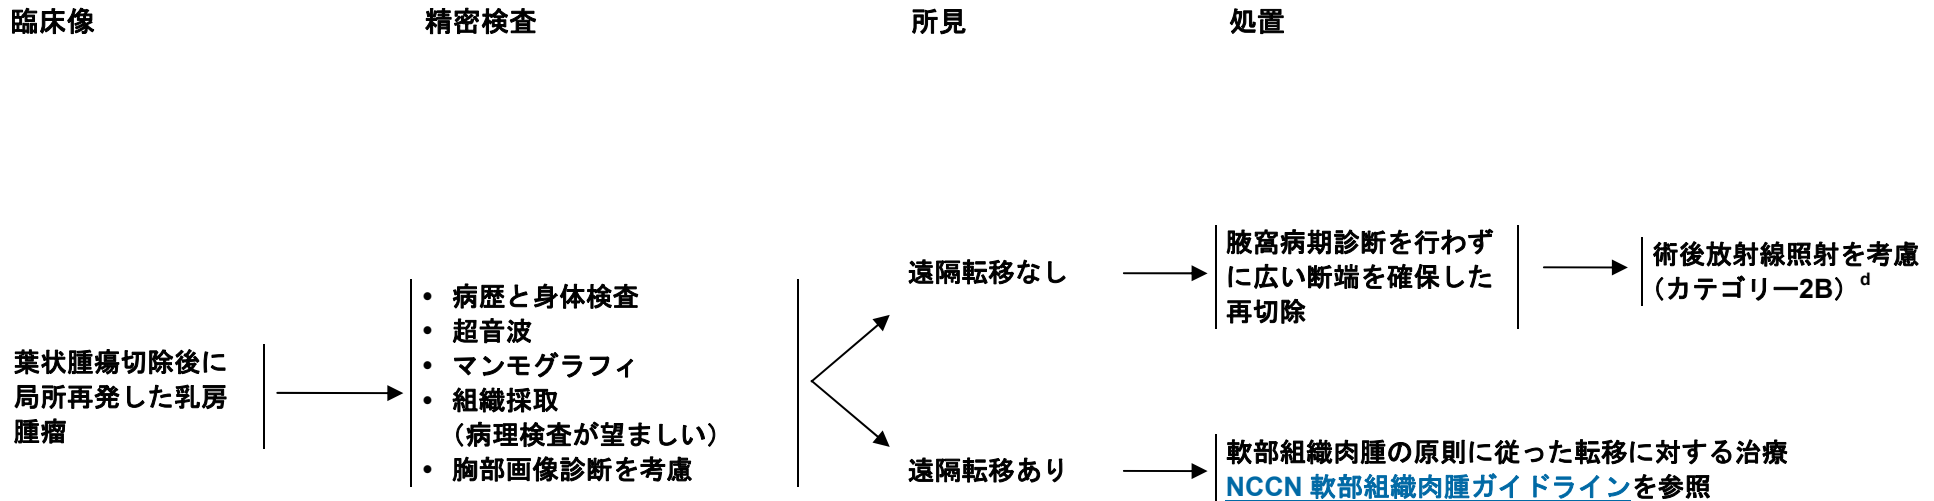 臨床像
精密検査
所見
処置
葉状腫瘍切除後に
局所再発した乳房
腫瘤
• 病歴と身体検査
• 超音波
• マンモグラフィ
• 組織採取
（病理検査が望ましい）
• 胸部画像診断を考慮
遠隔転移なし
腋窩病期診断を行わず
に広い断端を確保した
再切除
術後放射線照射を考慮
（カテゴリー2B）d
遠隔転移あり
軟部組織肉腫の原則に従った転移に対する治療
NCCN 軟部組織肉腫ガイドラインを参照